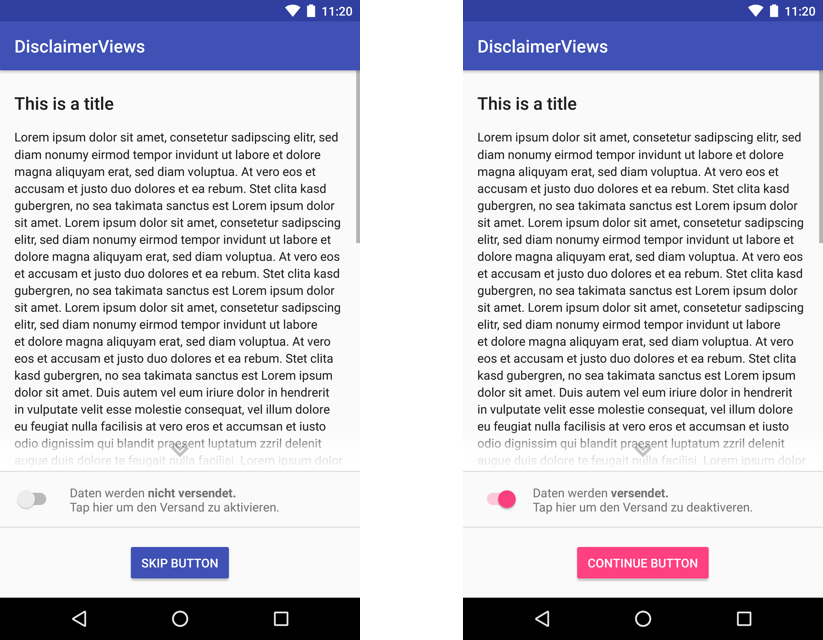 11:20
DisclaimerViews
This is a title
Lorem ipsum dolor sit amet, consetetur sadipscing elitr, sed
diam nonumy eirmod tempor invidunt ut labore et dolore
magna aliquyam erat, sed diam voluptua. At vero eos et
accusam et justo duo dolores et ea rebum. Stet clita kasd
gubergren, no sea takimata sanctus est Lorem ipsum dolor
sit amet. Lorem ipsum dolor sit amet, consetetur sadipscing
elitr, sed diam nonumy eirmod tempor invidunt ut labore et
dolore magna aliquyam erat, sed diam voluptua. At vero eos
et accusam et justo duo dolores et ea rebum. Stet clita kasd
gubergren, no sea takimata sanctus est Lorem ipsum dolor
sit amet. Lorem ipsum dolor sit amet, consetetur sadipscing
elitr, sed diam nonumy eirmod tempor invidunt ut labore
et dolore magna aliquyam erat, sed diam voluptua. At vero
eos et accusam et justo duo dolores et ea rebum. Stet clita
kasd gubergren, no sea takimata sanctus est Lorem ipsum
dolor sit amet. Duis autem vel eum iriure dolor in hendrerit
in vulputate velit esse molestie consequat, vel illum dolore
eu feugiat nulla facilisis at vero eros et accumsan et iusto
odio dignissim qui blandit praesent luptatum zzril delenit
augue duis dolore te feugait nulla facilisi. Lorem ipsum dolor
Daten werden nicht versendet.
Tap hier um den Versand zu aktivieren.
SKIP BUTTON
11:20
DisclaimerViews
This is a title
Lorem ipsum dolor sit amet, consetetur sadipscing elitr, sed
diam nonumy eirmod tempor invidunt ut labore et dolore
magna aliquyam erat, sed diam voluptua. At vero eos et
accusam et justo duo dolores et ea rebum. Stet clita kasd
gubergren, no sea takimata sanctus est Lorem ipsum dolor
sit amet. Lorem ipsum dolor sit amet, consetetur sadipscing
elitr, sed diam nonumy eirmod tempor invidunt ut labore et
dolore magna aliquyam erat, sed diam voluptua. At vero eos
et accusam et justo duo dolores et ea rebum. Stet clita kasd
gubergren, no sea takimata sanctus est Lorem ipsum dolor
sit amet. Lorem ipsum dolor sit amet, consetetur sadipscing
elitr, sed diam nonumy eirmod tempor invidunt ut labore
et dolore magna aliquyam erat, sed diam voluptua. At vero
eos et accusam et justo duo dolores et ea rebum. Stet clita
kasd gubergren, no sea takimata sanctus est Lorem ipsum
dolor sit amet. Duis autem vel eum iriure dolor in hendrerit
in vulputate velit esse molestie consequat, vel illum dolore
eu feugiat nulla facilisis at vero eros et accumsan et iusto
odio dignissim qui blandit praesent luptatum zzril delenit
augue duis dolore te feugait nulla facilisi. Lorem ipsum dolor
Daten werden versendet.
Tap hier um den Versand zu deaktiveren.
CONTINUE BUTTON